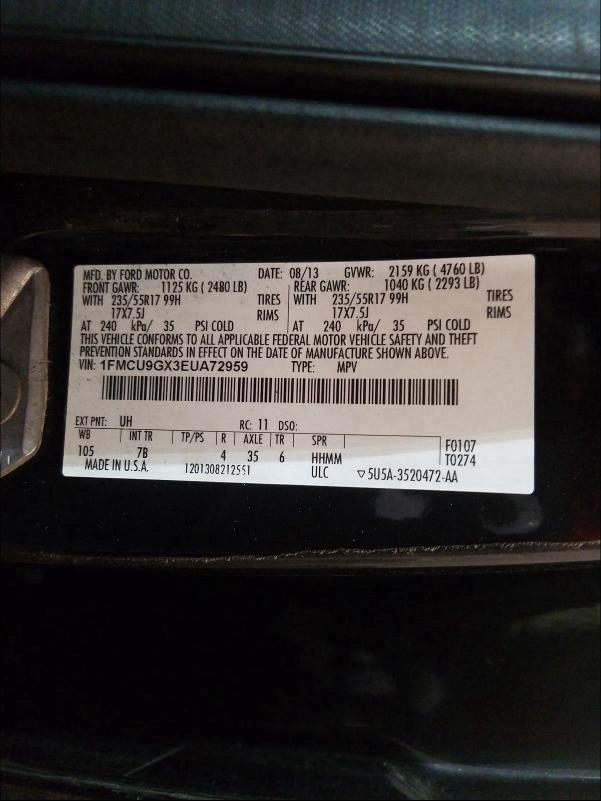 MFD. BY FORD MOTOR CO. DATE: 08/13 GVWR: 2159 KG ( 4760 LB)
FRONT GAWR: 1125 KG ( 2480 LB) REAR GAWR: 1040 KG ( 2293 LB)
WITH 235/55R17 99H TIRES WITH 235/55R17 99H TIRES
17X7.5J RIMS 17X7.5J RIMS
AT 240 kPa/ 35 PSI COLD AT 240 kPa/ 35 PSI COLD
THIS VEHICLE CONFORMS TO ALL APPLICABLE FEDERAL MOTOR VEHICLE SAFETY AND THEFT
PREVENTION STANDARDS IN EFFECT ON THE DATE OF MANUFACTURE SHOWN ABOVE.
VIN: 1FMCU9GX3EUA72959 TYPE: MPV
EXT PNT: UH RC: 11 DSO:
WB INT TR TP/PS R AXLE TR SPR F0107
105 7B 4 35 6 HHMM T0274
MADE IN U.S.A. 1201308212551 ULC ▽5U5A-3520472-AA